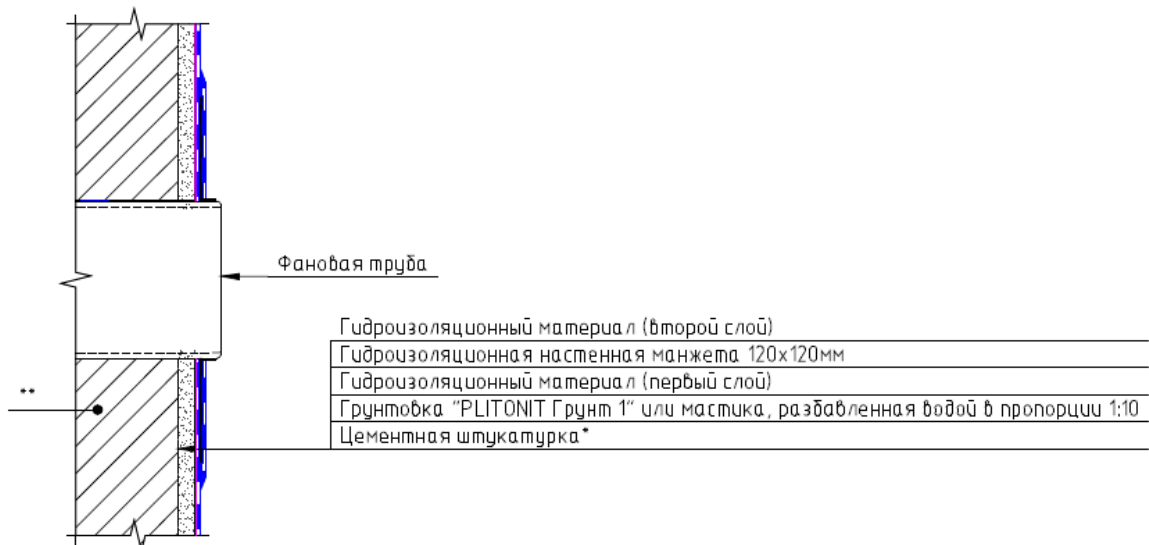 Фановая труба
Гидроизоляционный материал (второй слой)
Гидроизоляционная настенная манжета 120х120мм
Гидроизоляционный материал (первый слой)
Грунтовка "PLITONIT Грунт 1" или мастика, разбавленная водой в пропорции 1:10
**
Цементная штукатурка*